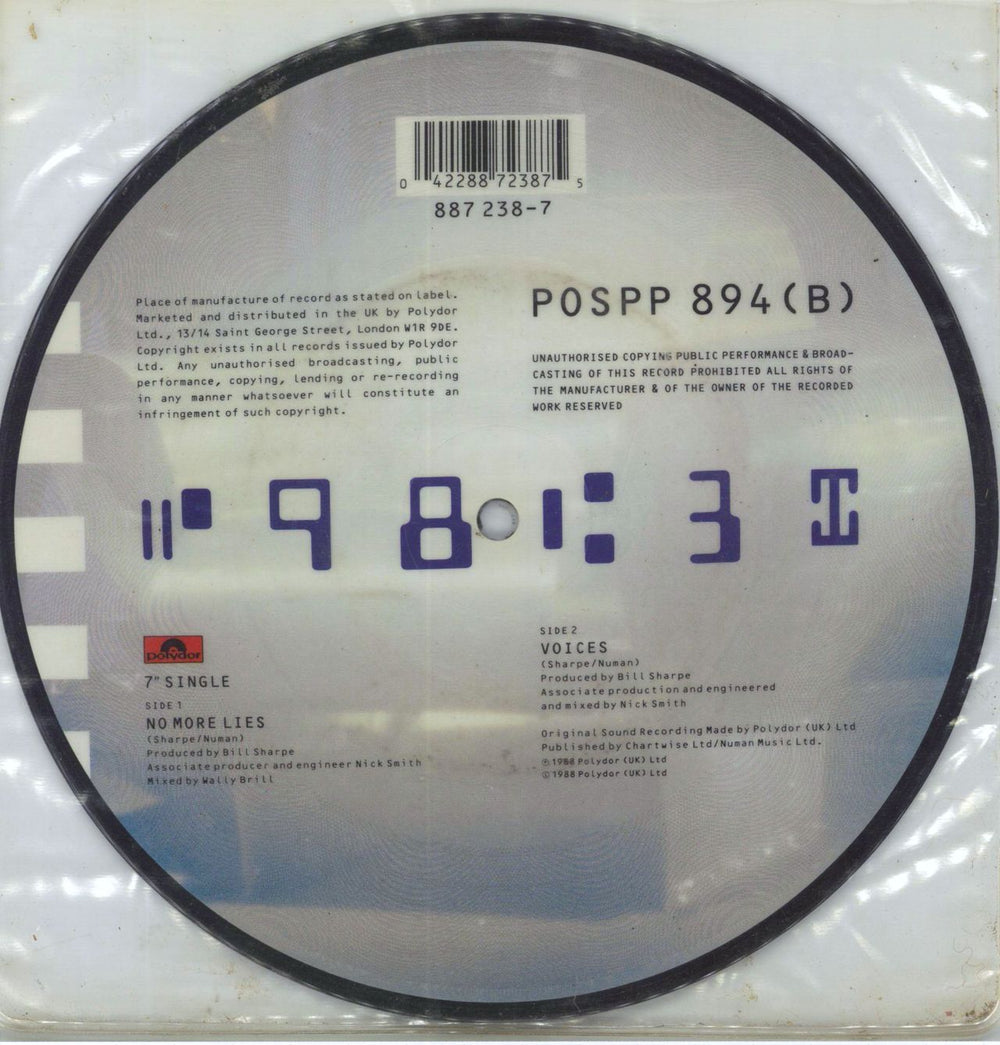 0 42288 72387 5
887 238-7
Place of manufacture of record as stated on label.
Marketed and distributed in the UK by Polydor
Ltd., 13/14 Saint George Street, London W1R 9DE.
Copyright exists in all records issued by Polydor
Ltd. Any unauthorised broadcasting, public
performance, copying, lending or re-recording
in any manner whatsoever will constitute an
infringement of such copyright.
POSPP 894(B)
UNAUTHORISED COPYING PUBLIC PERFORMANCE & BROAD-
CASTING OF THIS RECORD PROHIBITED ALL RIGHTS OF
THE MANUFACTURER & OF THE OWNER OF THE RECORDED
WORK RESERVED
98:3
polydor
7" SINGLE
SIDE 1
NO MORE LIES
(Sharpe/Numan)
Produced by Bill Sharpe
Associate producer and engineer Nick Smith
Mixed by Wally Brill
SIDE 2
VOICES
(Sharpe/Numan)
Produced by Bill Sharpe
Associate production and engineered
and mixed by Nick Smith
Original Sound Recording Made by Polydor (UK) Ltd
Published by Chartwise Ltd/Numan Music Ltd.
℗ 1988 Polydor (UK) Ltd
© 1988 Polydor (UK) Ltd